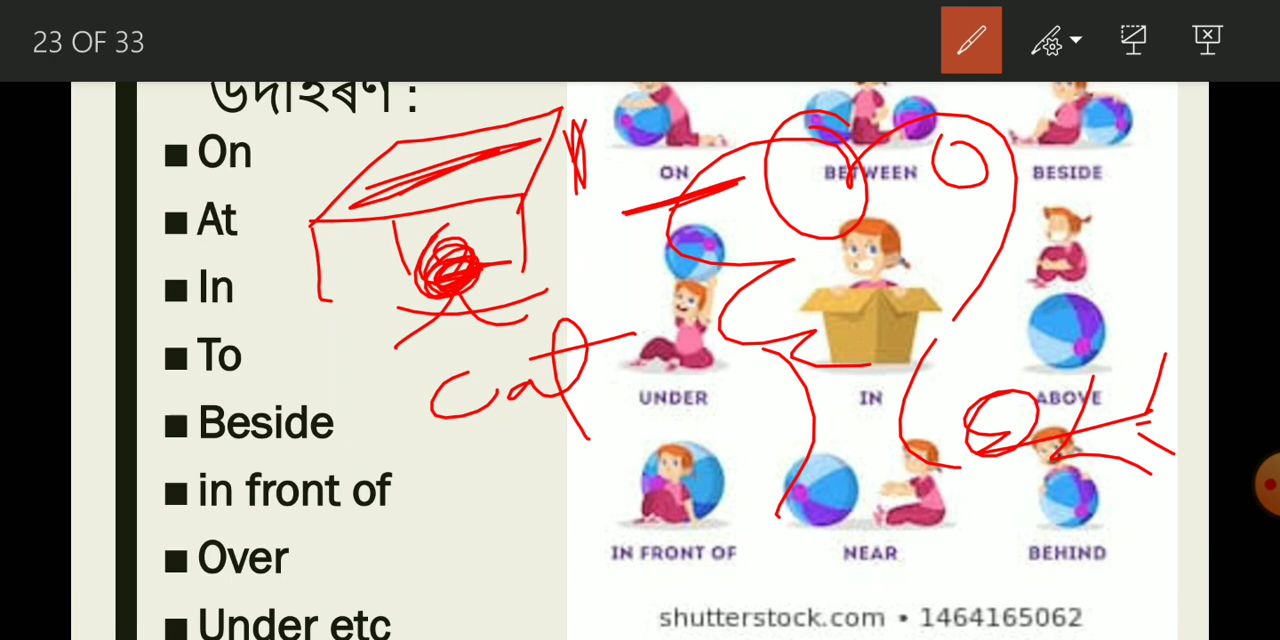 23 OF 33
উদাহৰণ :
■ On
■ At
■ In
■ To
■ Beside
■ in front of
■ Over
■ Under etc
cat
ON BETWEEN BESIDE
UNDER IN ABOVE
IN FRONT OF NEAR BEHIND
shutterstock.com • 1464165062